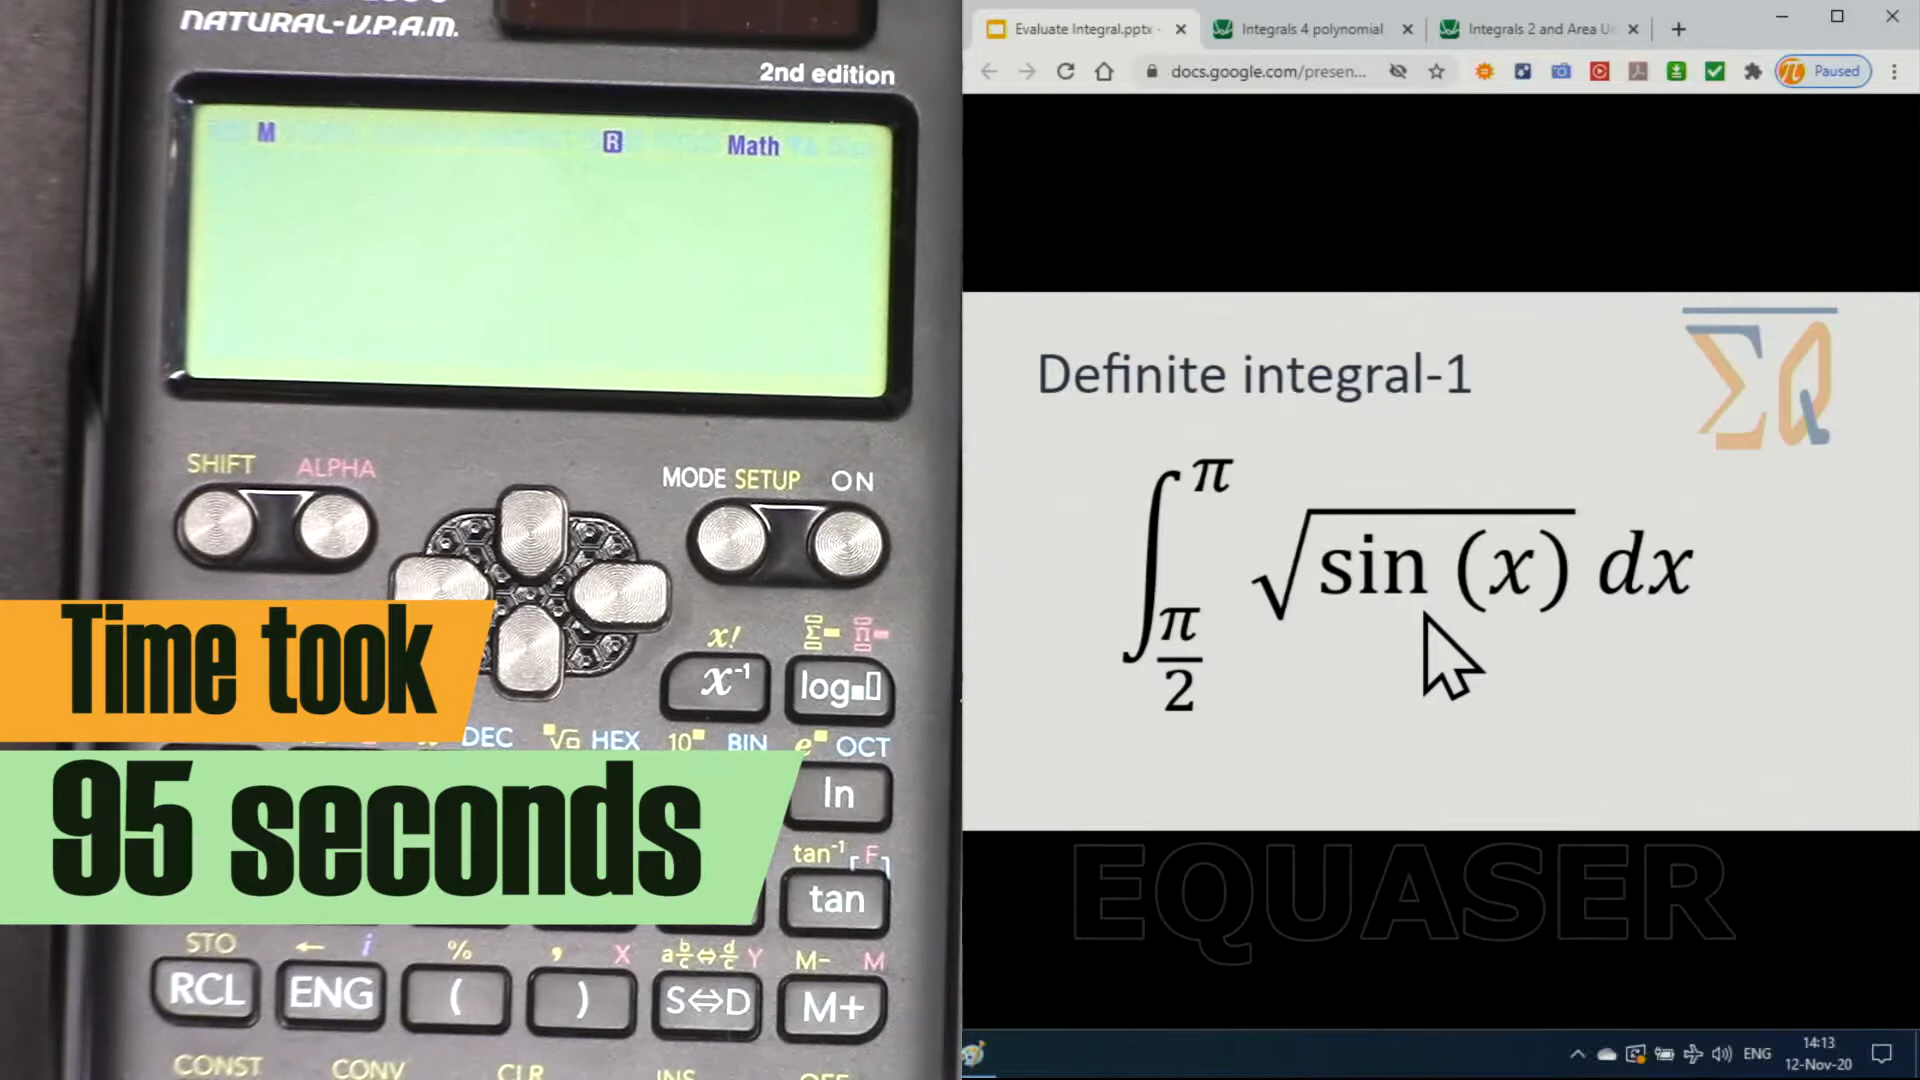 NATURAL-V.P.A.M.
2nd edition
M R Math
SHIFT ALPHA
MODE SETUP ON
x! Σ= Π=
x⁻¹ log
DEC HEX 10 BIN e OCT
ln
tan⁻¹ F
tan
STO ← i % , X a b/c ⇔ d/c Y M- M
RCL ENG ( ) S⇔D M+
CONST CONV CLR
Time took
95 seconds
Evaluate Integral.pptx -
Integrals 4 polynomial
Integrals 2 and Area U
docs.google.com/presen...
Paused
Definite integral-1
ΣQ
∫ π π/2 √sin (x) dx
EQUASER
ENG
14:13
12-Nov-20